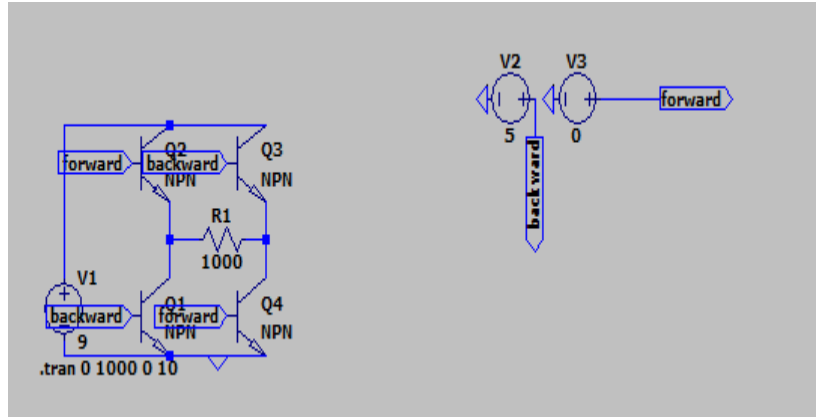 V2
V3
forward
5
0
backward
Q2
Q3
forward
backward
NPN
NPN
R1
1000
V1
Q1
Q4
backward
forward
NPN
NPN
9
.tran 0 1000 0 10